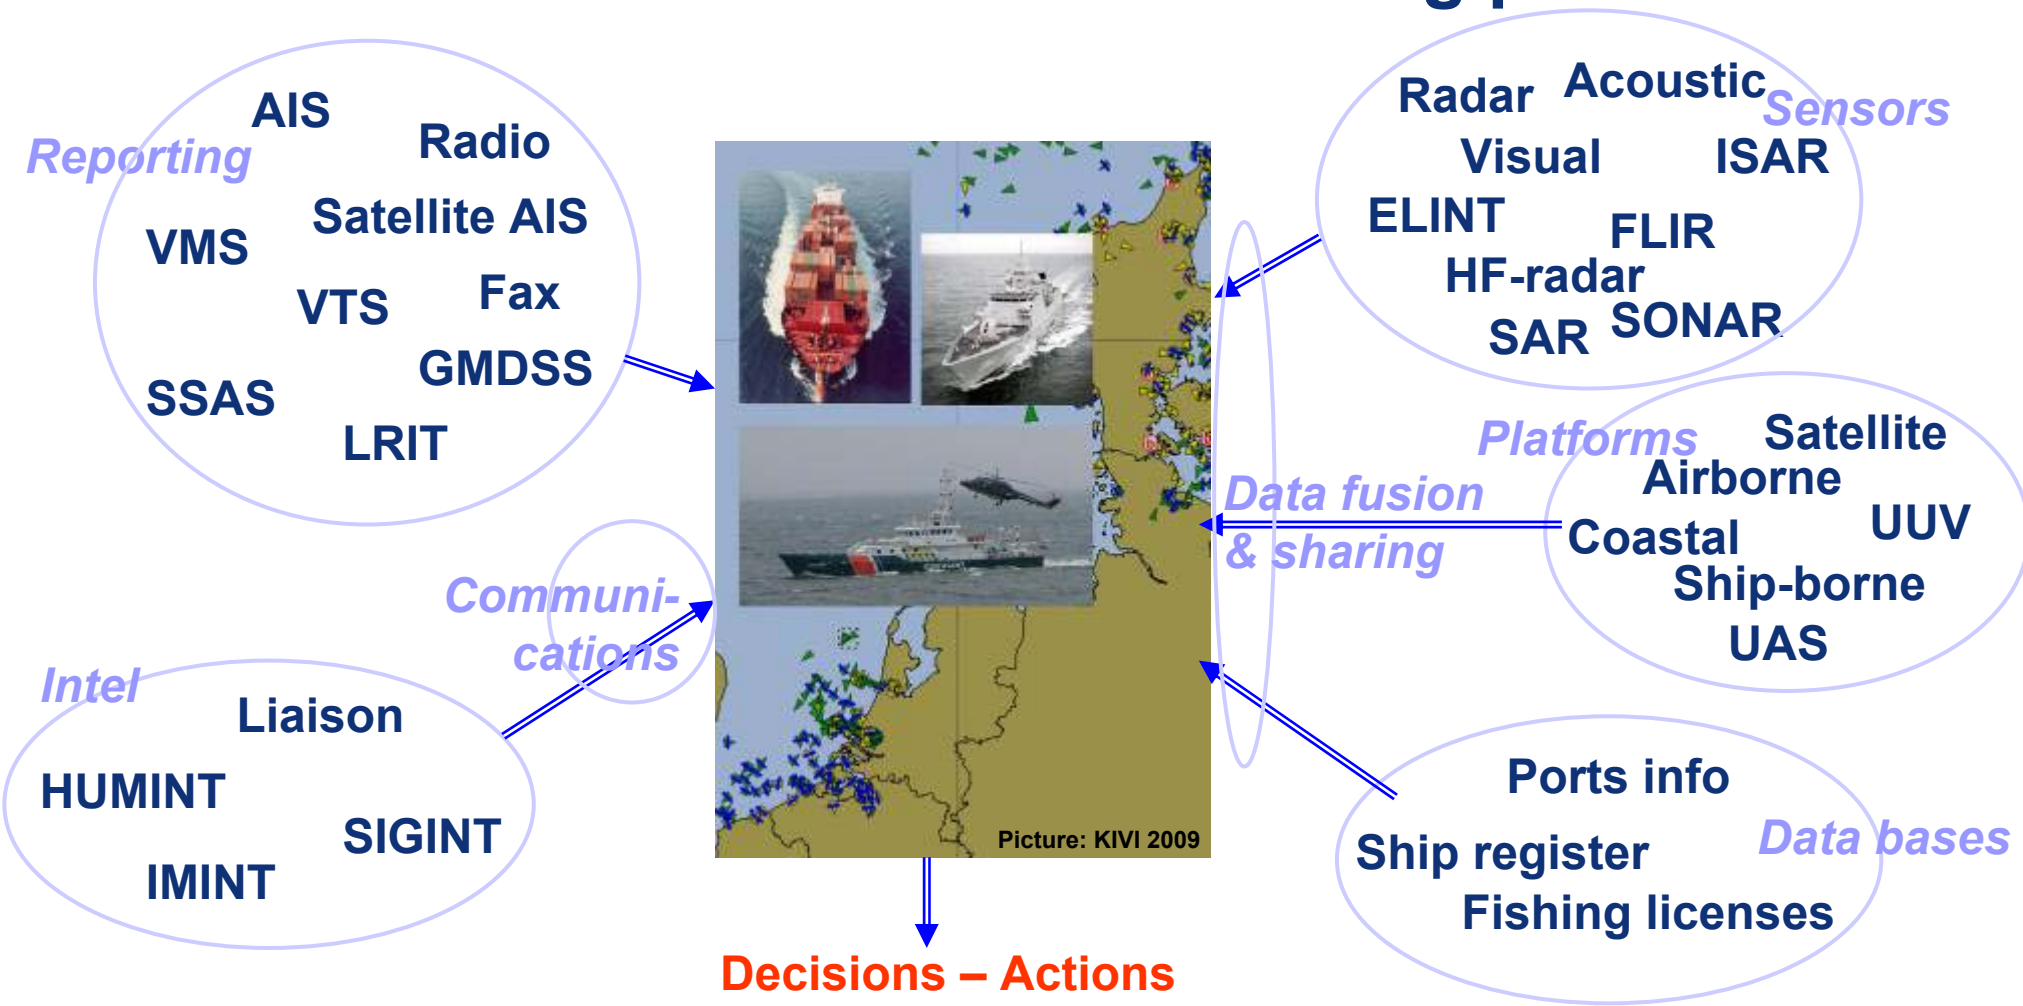 Reporting
AIS
Radio
Satellite AIS
VMS
VTS
Fax
GMDSS
SSAS
LRIT
Communi-
cations
Intel
Liaison
HUMINT
SIGINT
IMINT
Picture: KIVI 2009
Decisions – Actions
Radar
Acoustic
Sensors
Visual
ISAR
ELINT
FLIR
HF-radar
SAR
SONAR
Data fusion
& sharing
Platforms
Satellite
Airborne
Coastal
UUV
Ship-borne
UAS
Ports info
Data bases
Ship register
Fishing licenses